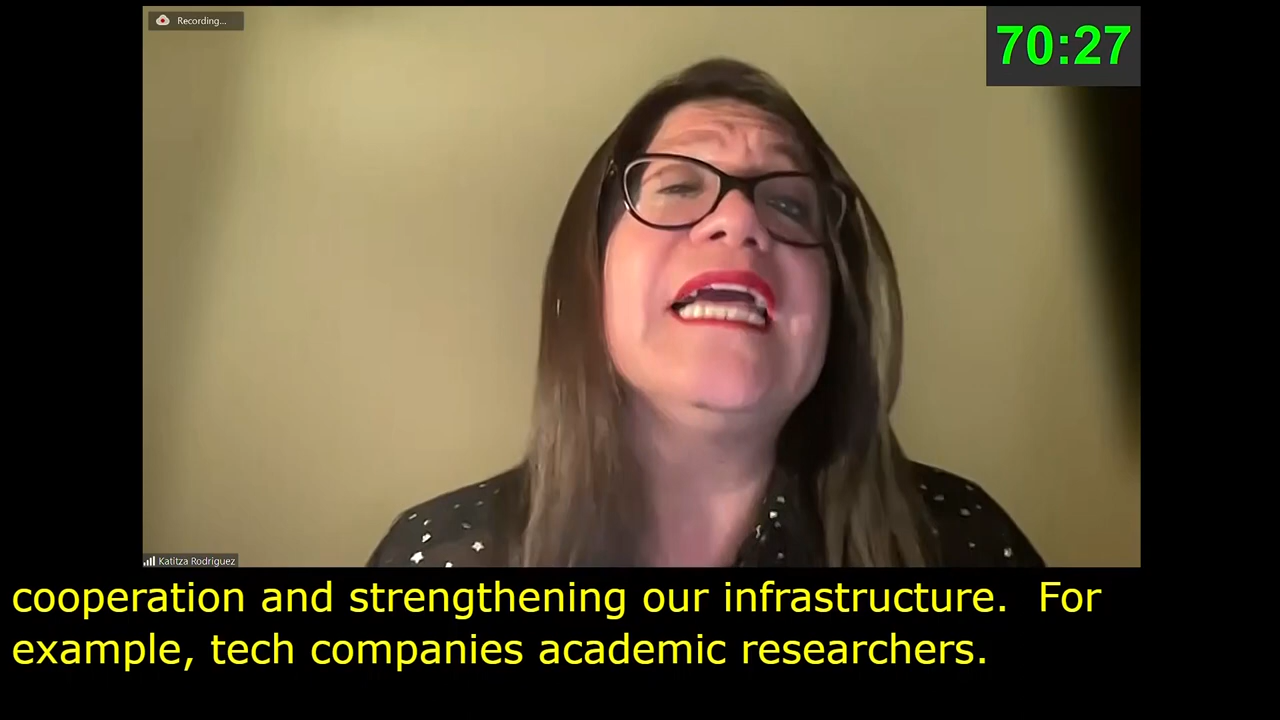 Recording...
70:27
Katitza Rodriguez
cooperation and strengthening our infrastructure.  For
example, tech companies academic researchers.